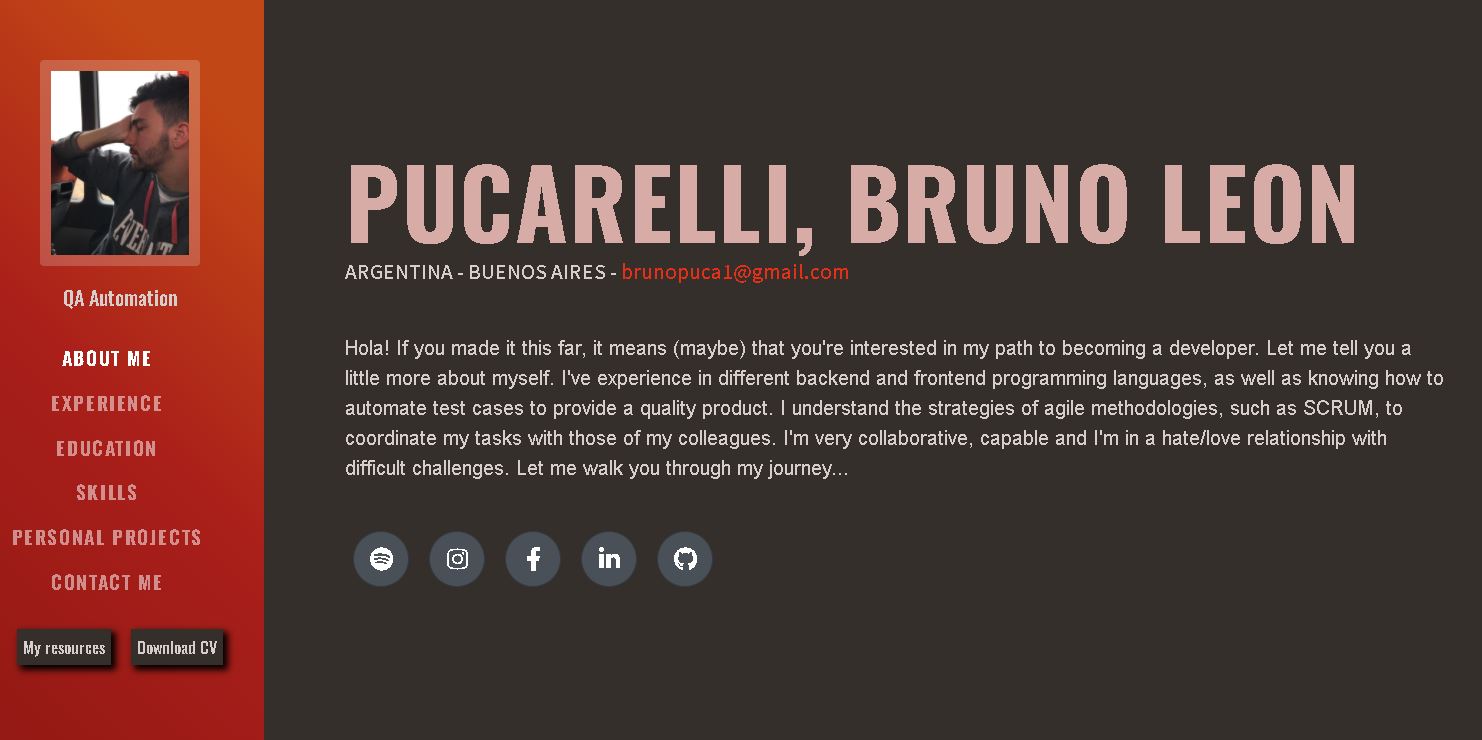 QA Automation
ABOUT ME
EXPERIENCE
EDUCATION
SKILLS
PERSONAL PROJECTS
CONTACT ME
My resources
Download CV
PUCARELLI, BRUNO LEON
ARGENTINA - BUENOS AIRES - brunopuca1@gmail.com
Hola! If you made it this far, it means (maybe) that you're interested in my path to becoming a developer. Let me tell you a
little more about myself. I've experience in different backend and frontend programming languages, as well as knowing how to
automate test cases to provide a quality product. I understand the strategies of agile methodologies, such as SCRUM, to
coordinate my tasks with those of my colleagues. I'm very collaborative, capable and I'm in a hate/love relationship with
difficult challenges. Let me walk you through my journey...
in